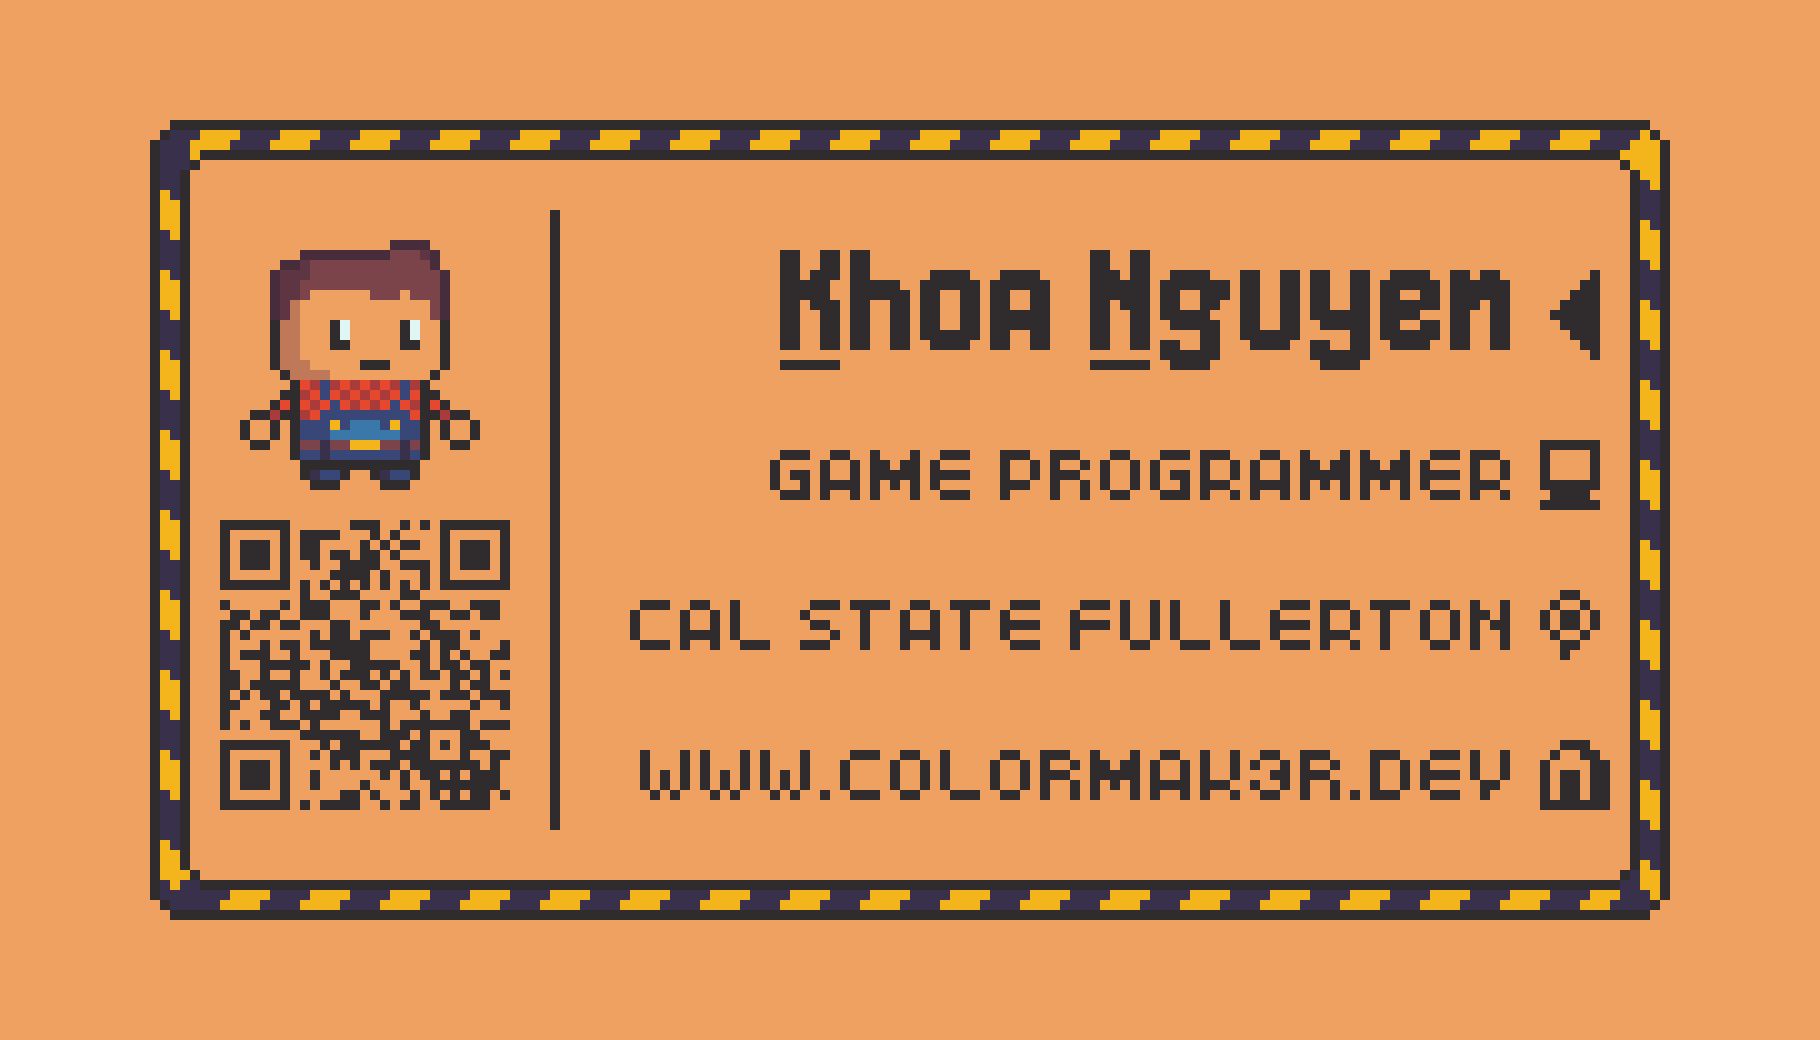 Khoa Nguyen
GAME PROGRAMMER
CAL STATE FULLERTON
WWW.COLORMAK3R.DEV